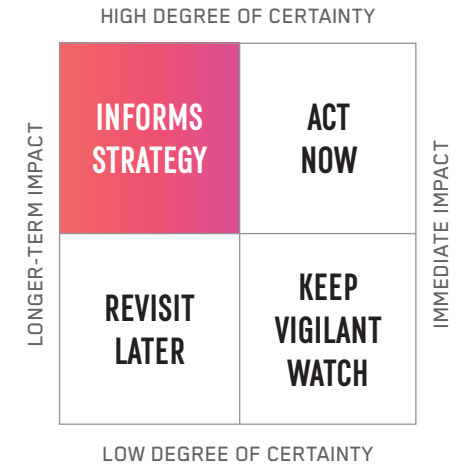 HIGH DEGREE OF CERTAINTY
INFORMS
STRATEGY
ACT
NOW
LONGER-TERM IMPACT
IMMEDIATE IMPACT
REVISIT
LATER
KEEP
VIGILANT
WATCH
LOW DEGREE OF CERTAINTY